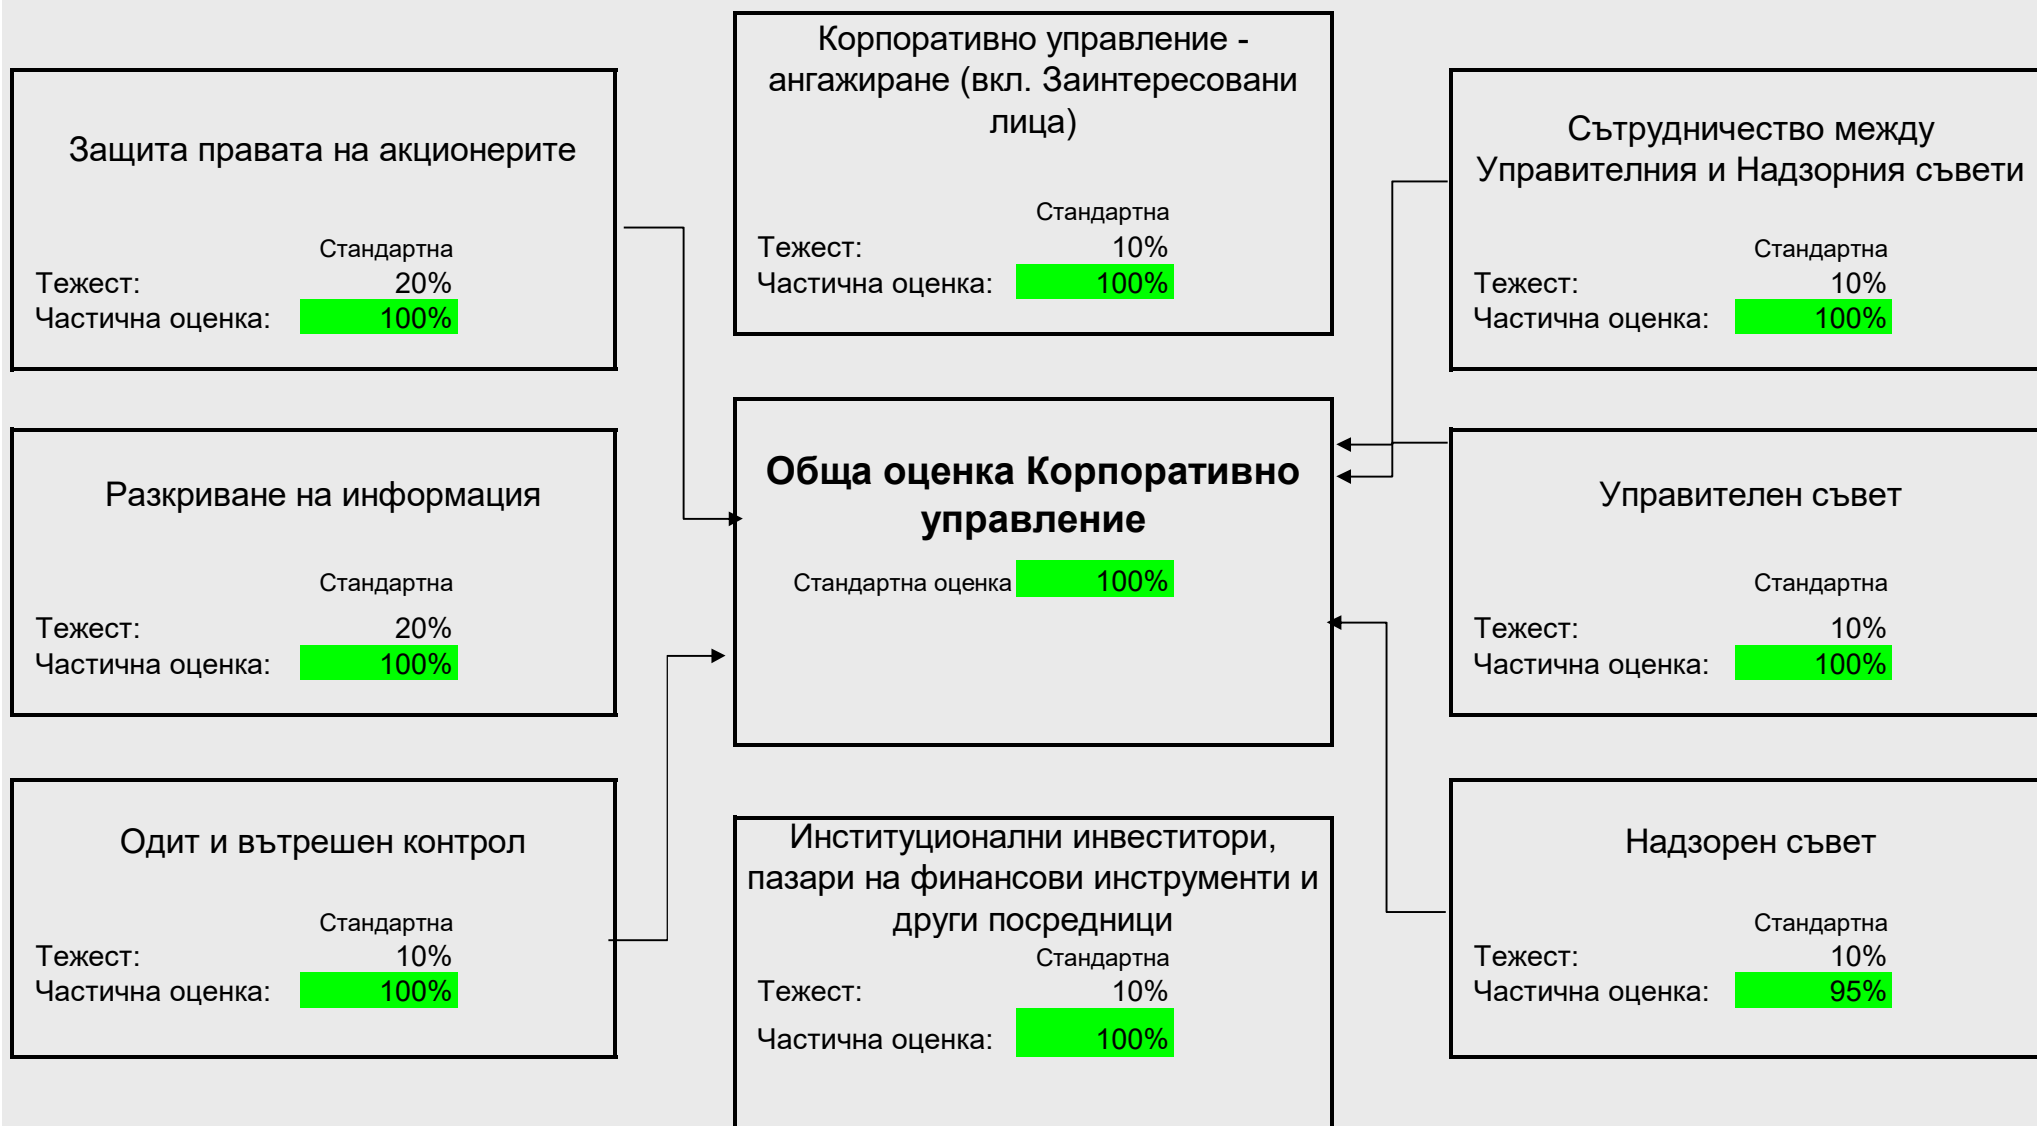 Корпоративно управление -
ангажиране (вкл. Заинтересовани
лица)
Стандартна
Тежест: 10%
Частична оценка: 100%
Защита правата на акционерите
Стандартна
Тежест: 20%
Частична оценка: 100%
Сътрудничество между
Управителния и Надзорния съвети
Стандартна
Тежест: 10%
Частична оценка: 100%
Разкриване на информация
Стандартна
Тежест: 20%
Частична оценка: 100%
Обща оценка Корпоративно
управление
Стандартна оценка 100%
Управителен съвет
Стандартна
Тежест: 10%
Частична оценка: 100%
Одит и вътрешен контрол
Стандартна
Тежест: 10%
Частична оценка: 100%
Институционални инвеститори,
пазари на финансови инструменти и
други посредници
Стандартна
Тежест: 10%
Частична оценка: 100%
Надзорен съвет
Стандартна
Тежест: 10%
Частична оценка: 95%